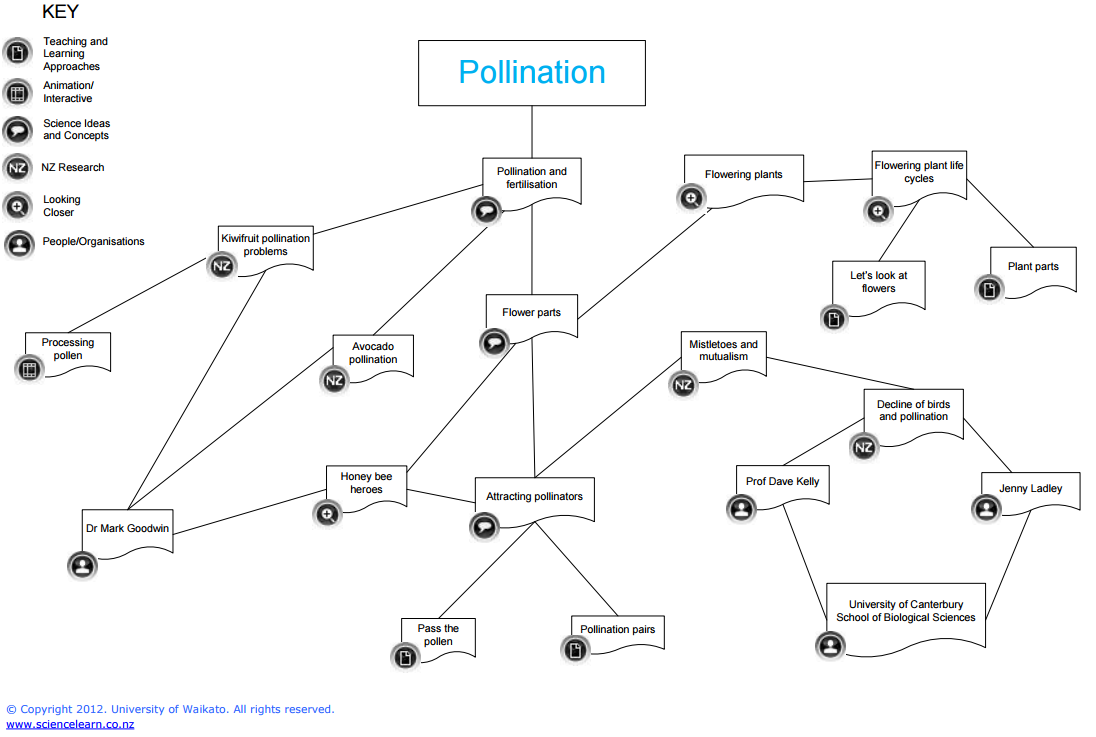 KEY
Teaching and
Learning
Approaches
Animation/
Interactive
Science Ideas
and Concepts
NZ
NZ Research
Looking
Closer
People/Organisations
Pollination
Pollination and
fertilisation
Flowering plants
Flowering plant life
cycles
Kiwifruit pollination
problems
NZ
Let's look at
flowers
Plant parts
Flower parts
Processing
pollen
Avocado
pollination
NZ
Mistletoes and
mutualism
NZ
Decline of birds
and pollination
NZ
Honey bee
heroes
Attracting pollinators
Prof Dave Kelly
Jenny Ladley
Dr Mark Goodwin
Pass the
pollen
Pollination pairs
University of Canterbury
School of Biological Sciences
© Copyright 2012. University of Waikato. All rights reserved.
www.sciencelearn.co.nz